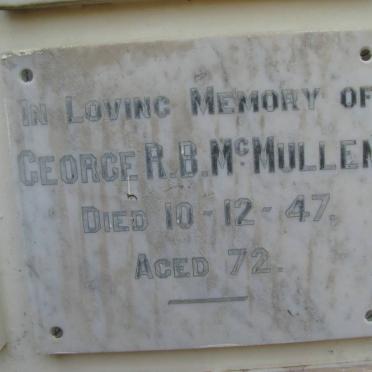 IN LOVING MEMORY OF
GEORGE R. B. McMULLEN
DIED 10-12-47.
AGED 72.